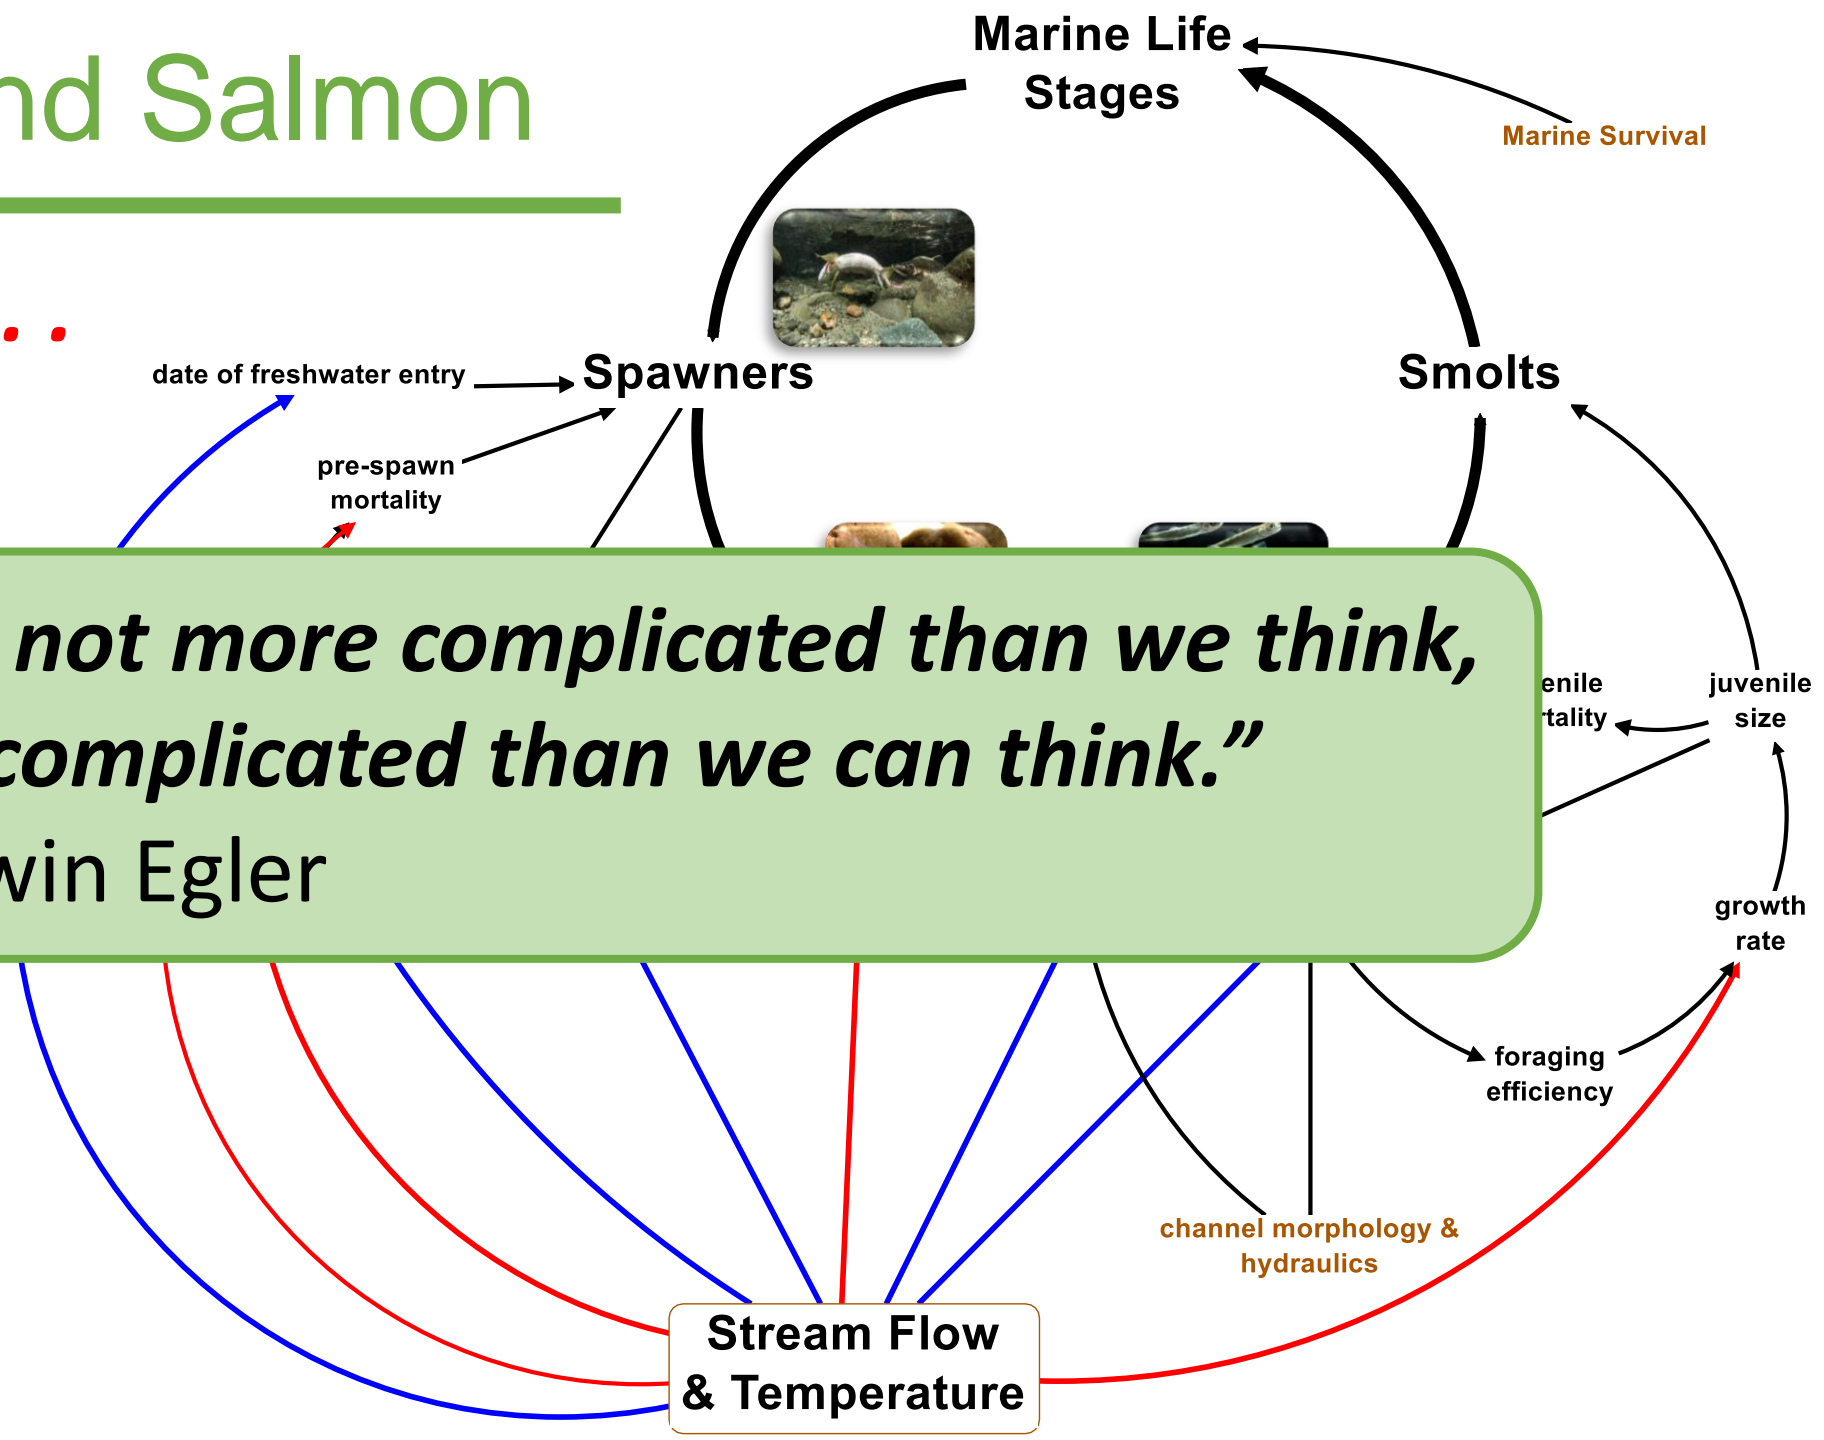 nd Salmon
Marine Life
Stages
Marine Survival
. .
date of freshwater entry
Spawners
Smolts
pre-spawn
mortality
not more complicated than we think,
complicated than we can think.”
win Egler
enile
rtality
juvenile
size
growth
rate
foraging
efficiency
channel morphology &
hydraulics
Stream Flow
& Temperature